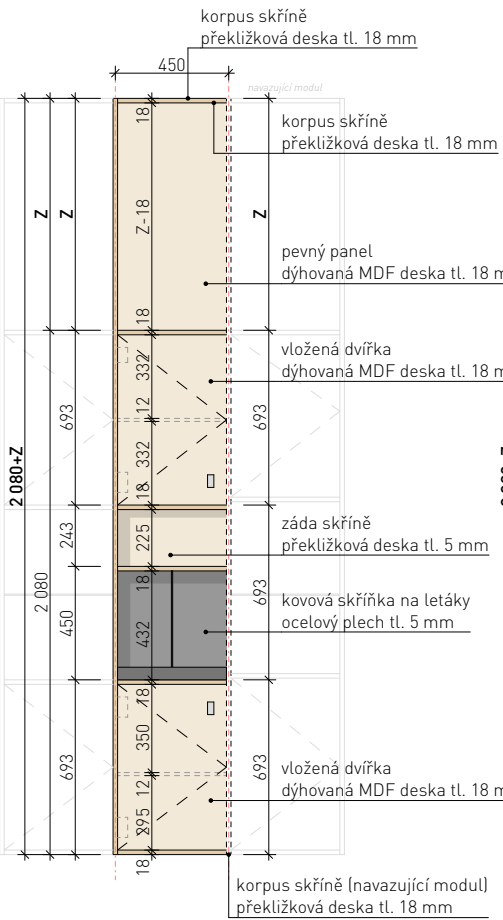 korpus skříně
překližková deska tl. 18 mm
450
navazující modul
korpus skříně
překližková deska tl. 18 mm
18
Z
Z
Z-18
Z
pevný panel
dýhovaná MDF deska tl. 18 m
18
332
vložená dvířka
dýhovaná MDF deska tl. 18 m
12
693
693
332
2 080+Z
18
záda skříně
překližková deska tl. 5 mm
243
225
2 080
18
693
kovová skříňka na letáky
ocelový plech tl. 5 mm
450
432
18
350
693
693
vložená dvířka
dýhovaná MDF deska tl. 18 m
12
295
18
korpus skříně (navazující modul)
překližková deska tl. 18 mm